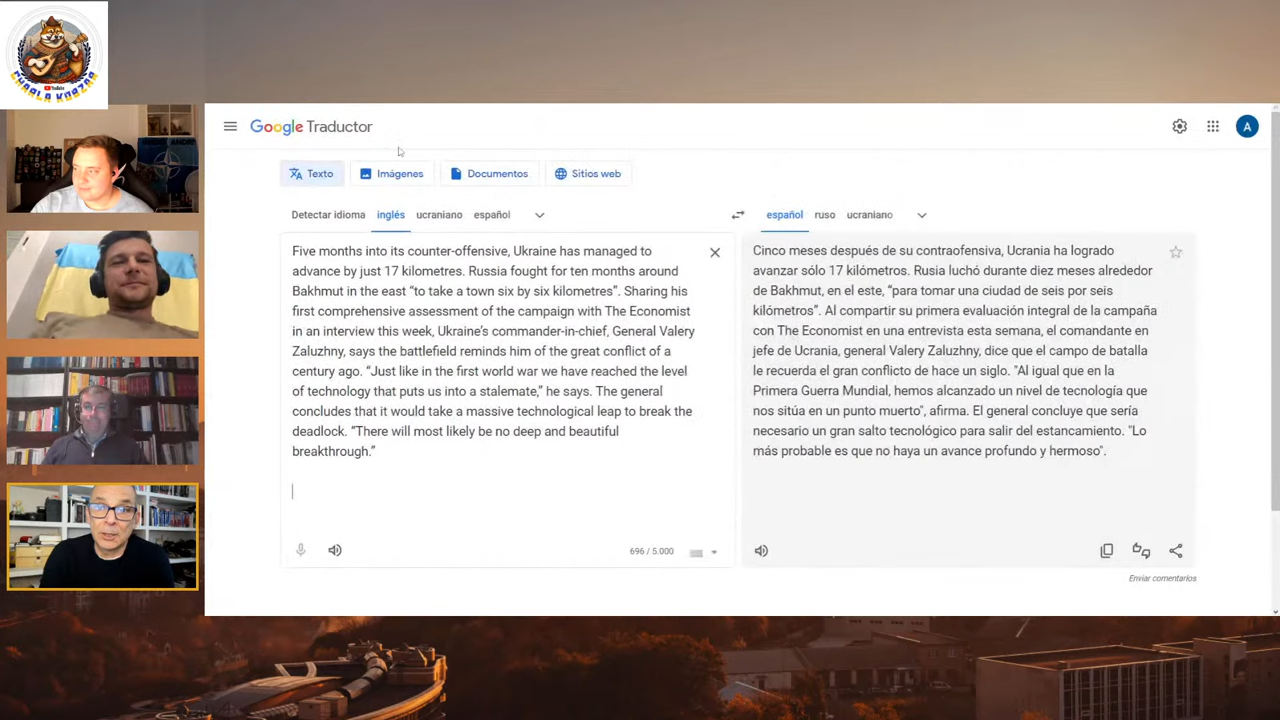 CHARLA KOBZAR
YouTube
Google Traductor
A
Texto
Imágenes
Documentos
Sitios web
Detectar idioma
inglés
ucraniano
español
español
ruso
ucraniano
Five months into its counter-offensive, Ukraine has managed to
advance by just 17 kilometres. Russia fought for ten months around
Bakhmut in the east “to take a town six by six kilometres”. Sharing his
first comprehensive assessment of the campaign with The Economist
in an interview this week, Ukraine’s commander-in-chief, General Valery
Zaluzhny, says the battlefield reminds him of the great conflict of a
century ago. “Just like in the first world war we have reached the level
of technology that puts us into a stalemate,” he says. The general
concludes that it would take a massive technological leap to break the
deadlock. “There will most likely be no deep and beautiful
breakthrough.”
696 / 5.000
Cinco meses después de su contraofensiva, Ucrania ha logrado
avanzar sólo 17 kilómetros. Rusia luchó durante diez meses alrededor
de Bakhmut, en el este, “para tomar una ciudad de seis por seis
kilómetros”. Al compartir su primera evaluación integral de la campaña
con The Economist en una entrevista esta semana, el comandante en
jefe de Ucrania, general Valery Zaluzhny, dice que el campo de batalla
le recuerda el gran conflicto de hace un siglo. "Al igual que en la
Primera Guerra Mundial, hemos alcanzado un nivel de tecnología que
nos sitúa en un punto muerto", afirma. El general concluye que sería
necesario un gran salto tecnológico para salir del estancamiento. "Lo
más probable es que no haya un avance profundo y hermoso".
Enviar comentarios